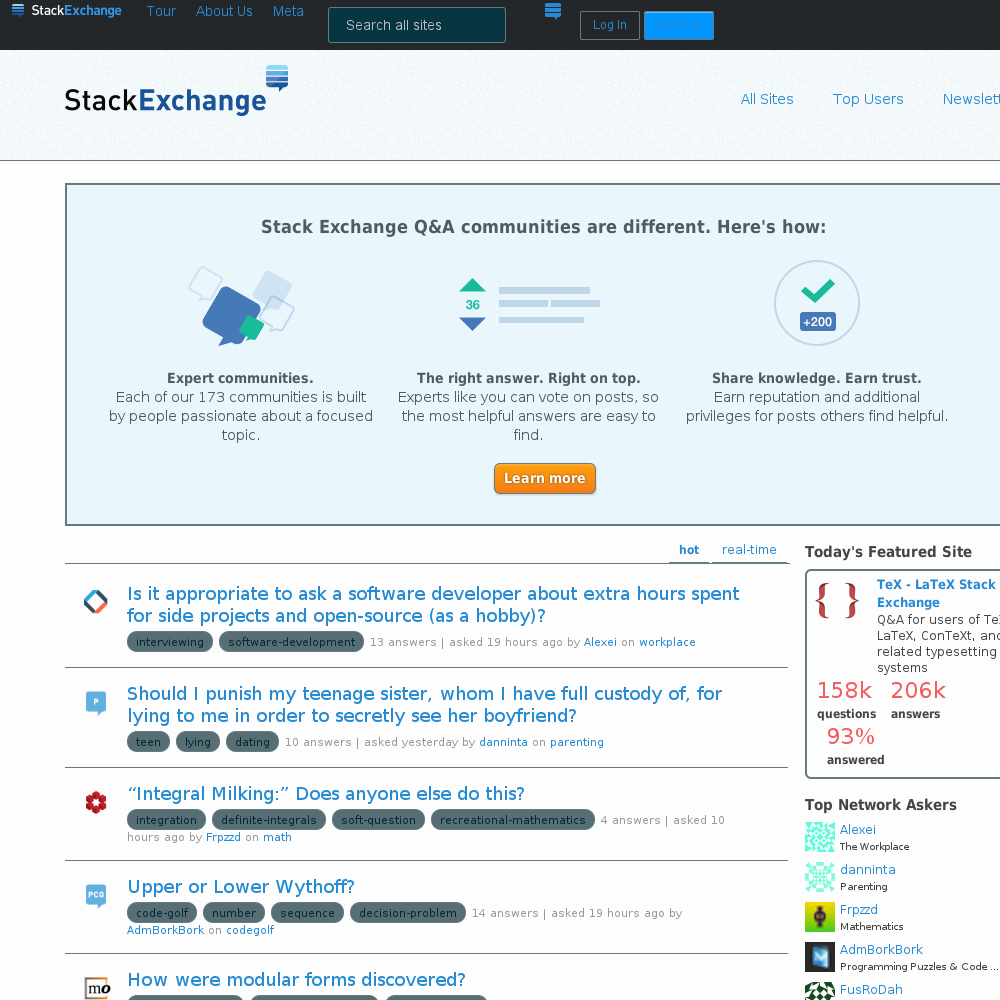 StackExchange Tour About Us Meta Search all sites Log In
StackExchange
All Sites Top Users Newslett
Stack Exchange Q&A communities are different. Here's how:
36
+200
Expert communities.
Each of our 173 communities is built
by people passionate about a focused
topic.
The right answer. Right on top.
Experts like you can vote on posts, so
the most helpful answers are easy to
find.
Share knowledge. Earn trust.
Earn reputation and additional
privileges for posts others find helpful.
Learn more
hot real-time
Is it appropriate to ask a software developer about extra hours spent
for side projects and open-source (as a hobby)?
interviewing software-development 13 answers | asked 19 hours ago by Alexei on workplace
P
Should I punish my teenage sister, whom I have full custody of, for
lying to me in order to secretly see her boyfriend?
teen lying dating 10 answers | asked yesterday by danninta on parenting
“Integral Milking:” Does anyone else do this?
integration definite-integrals soft-question recreational-mathematics 4 answers | asked 10
hours ago by Frpzzd on math
PCG
Upper or Lower Wythoff?
code-golf number sequence decision-problem 14 answers | asked 19 hours ago by
AdmBorkBork on codegolf
mo
How were modular forms discovered?
Today's Featured Site
{ }
TeX - LaTeX Stack
Exchange
Q&A for users of TeX
LaTeX, ConTeXt, and
related typesetting
systems
158k 206k
questions answers
93%
answered
Top Network Askers
Alexei
The Workplace
danninta
Parenting
Frpzzd
Mathematics
AdmBorkBork
Programming Puzzles & Code ...
FusRoDah